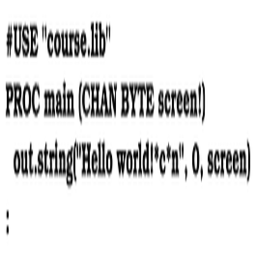 #USE "course.lib"
PROC main (CHAN BYTE screen!)
out.string("Hello world!*c*n", 0, screen)
: